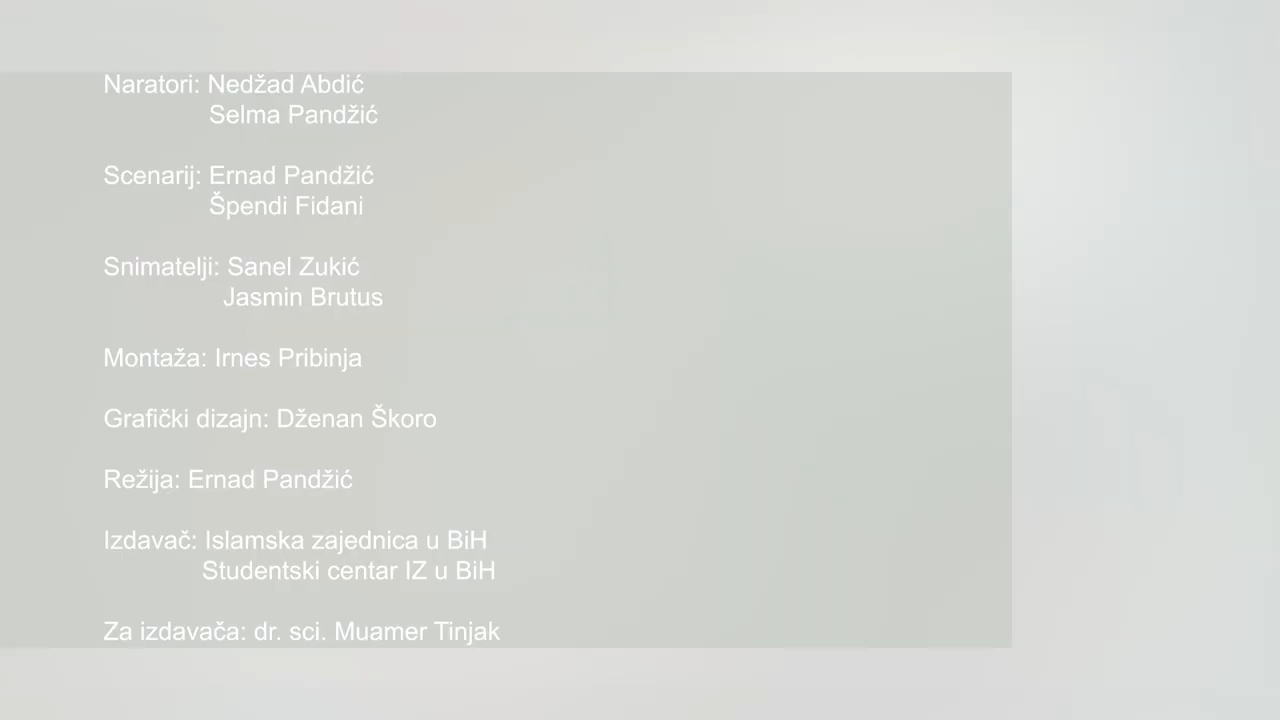 Naratori: Nedžad Abdić
Selma Pandžić
Scenarij: Ernad Pandžić
Špendi Fidani
Snimatelji: Sanel Zukić
Jasmin Brutus
Montaža: Irnes Pribinja
Grafički dizajn: Dženan Škoro
Režija: Ernad Pandžić
Izdavač: Islamska zajednica u BiH
Studentski centar IZ u BiH
Za izdavača: dr. sci. Muamer Tinjak